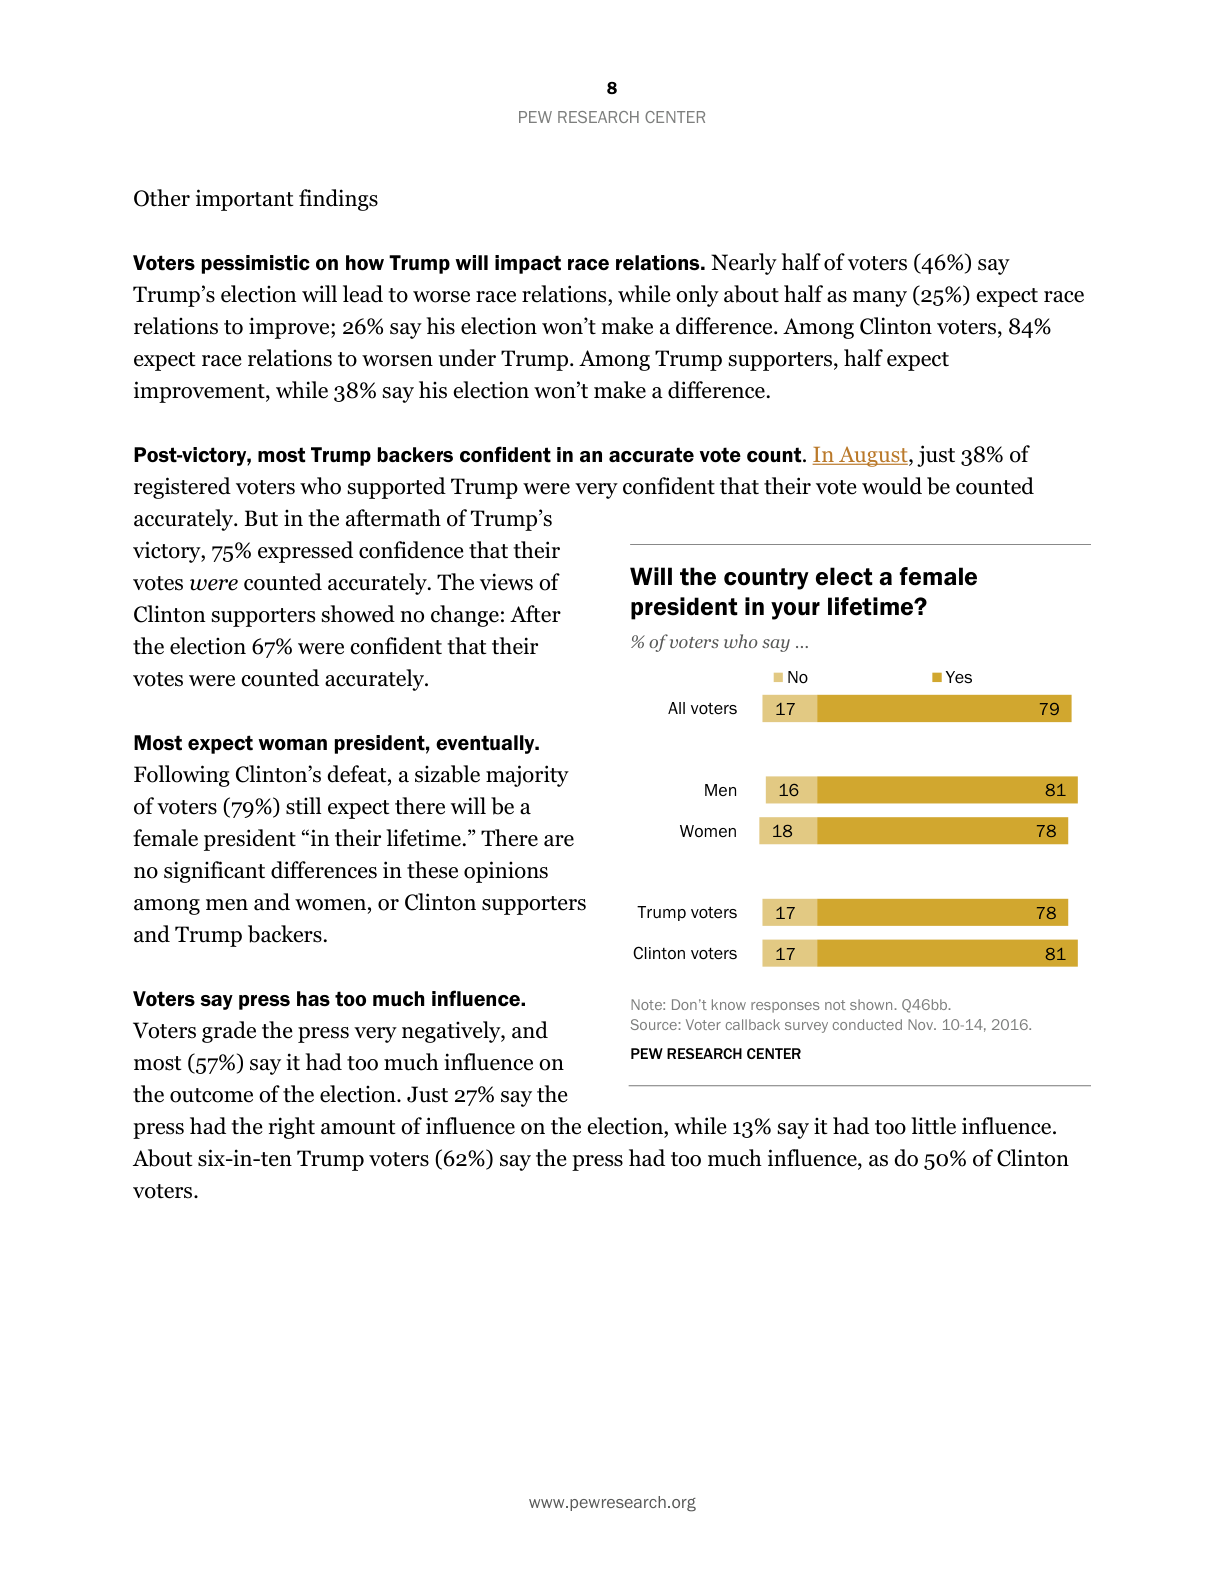 8
PEW RESEARCH CENTER
Other important findings
Voters pessimistic on how Trump will impact race relations. Nearly half of voters (46%) say
Trump’s election will lead to worse race relations, while only about half as many (25%) expect race
relations to improve; 26% say his election won’t make a difference. Among Clinton voters, 84%
expect race relations to worsen under Trump. Among Trump supporters, half expect
improvement, while 38% say his election won’t make a difference.
Post-victory, most Trump backers confident in an accurate vote count. In August, just 38% of
registered voters who supported Trump were very confident that their vote would be counted
accurately. But in the aftermath of Trump’s
victory, 75% expressed confidence that their
votes were counted accurately. The views of
Clinton supporters showed no change: After
the election 67% were confident that their
votes were counted accurately.
Most expect woman president, eventually.
Following Clinton’s defeat, a sizable majority
of voters (79%) still expect there will be a
female president “in their lifetime.” There are
no significant differences in these opinions
among men and women, or Clinton supporters
and Trump backers.
Voters say press has too much influence.
Voters grade the press very negatively, and
most (57%) say it had too much influence on
the outcome of the election. Just 27% say the
press had the right amount of influence on the election, while 13% say it had too little influence.
About six-in-ten Trump voters (62%) say the press had too much influence, as do 50% of Clinton
voters.
Will the country elect a female
president in your lifetime?
% of voters who say ...
No Yes
All voters 17 79
Men 16 81
Women 18 78
Trump voters 17 78
Clinton voters 17 81
Note: Don’t know responses not shown. Q46bb.
Source: Voter callback survey conducted Nov. 10-14, 2016.
PEW RESEARCH CENTER
www.pewresearch.org